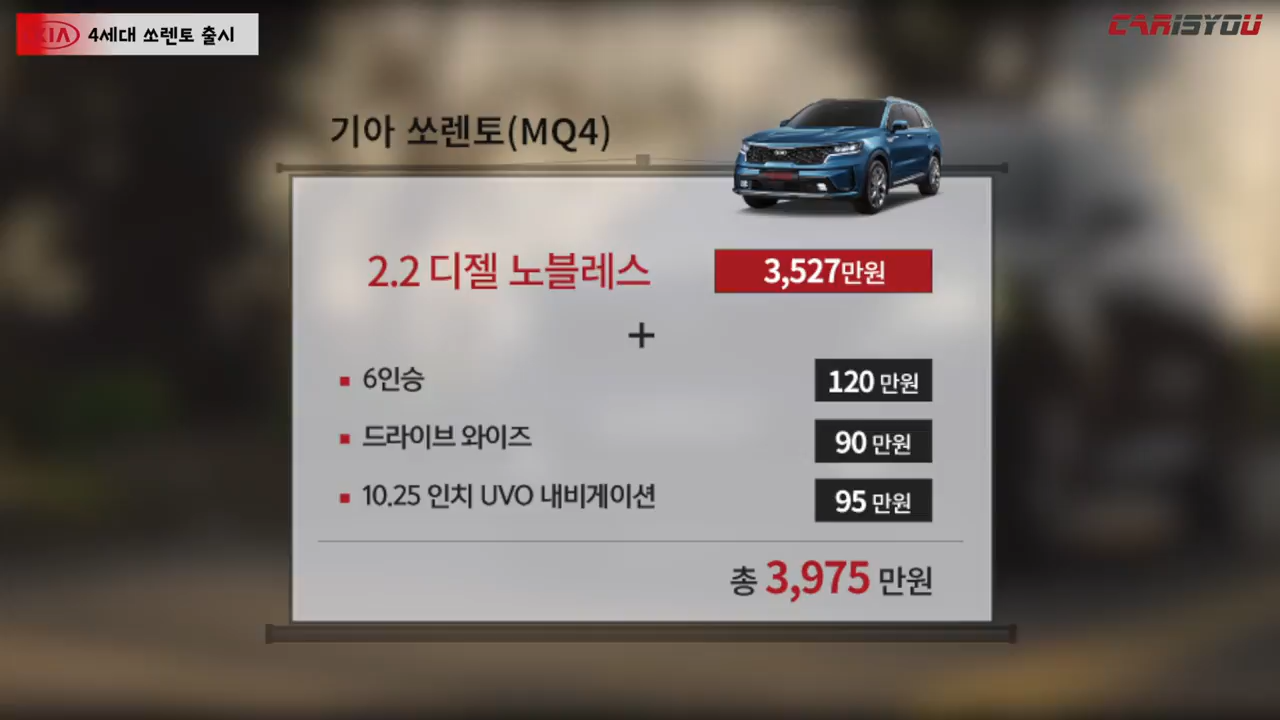 KIA 4세대 쏘렌토 출시
CARISYOU
기아 쏘렌토(MQ4)
2.2 디젤 노블레스 3,527만원
+
6인승 120 만원
드라이브 와이즈 90 만원
10.25 인치 UVO 내비게이션 95 만원
총 3,975 만원